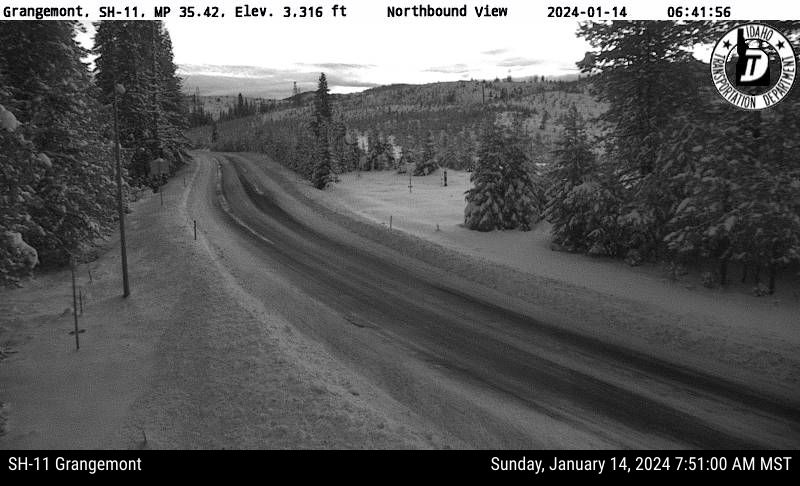 Grangemont, SH-11, MP 35.42, Elev. 3,316 ft Northbound View 2024-01-14 06:41:56
IDAHO
TRANSPORTATION DEPARTMENT
SH-11 Grangemont Sunday, January 14, 2024 7:51:00 AM MST